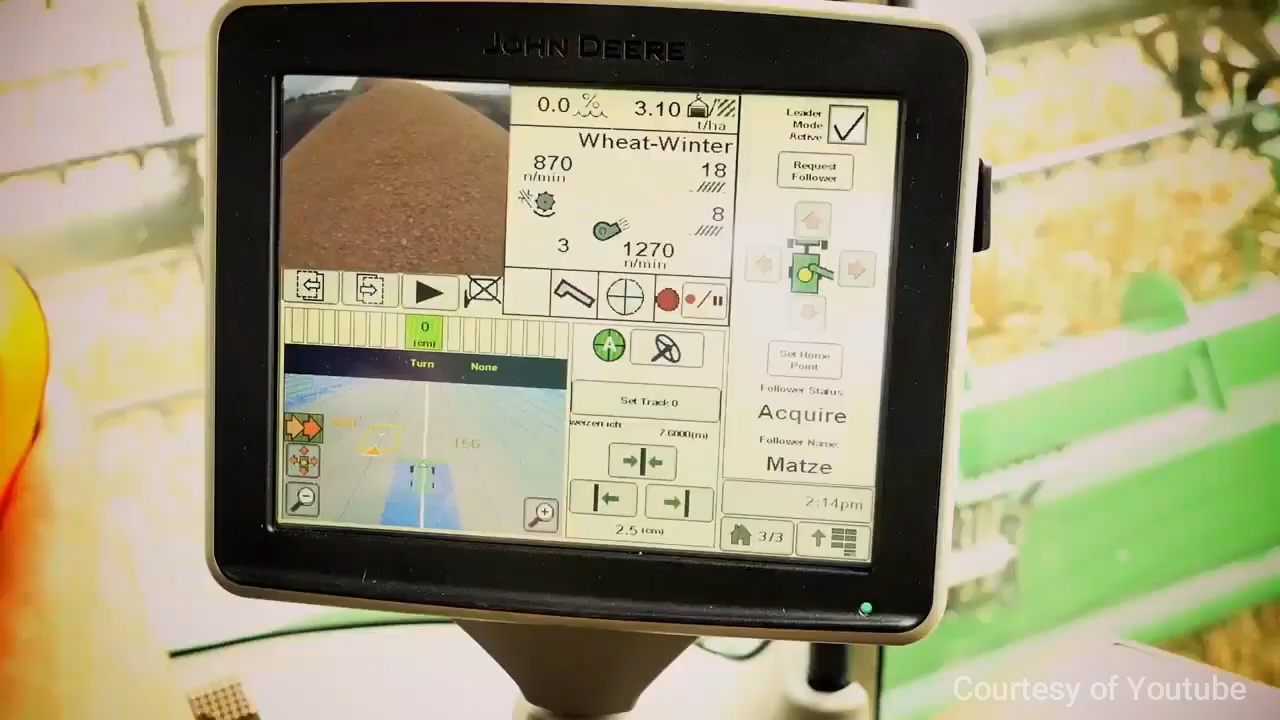 JOHN DEERE
0.0 %
3.10
t/ha
Wheat-Winter
870
n/min
18
8
3
1270
n/min
Leader
Mode
Active
Request
Follower
0
(cm)
Turn None
A
Set Track 0
7.6000(m)
2.5 (cm)
Set Home
Point
Follower Status:
Acquire
Follower Name:
Matze
2:14pm
3/3
Courtesy of Youtube